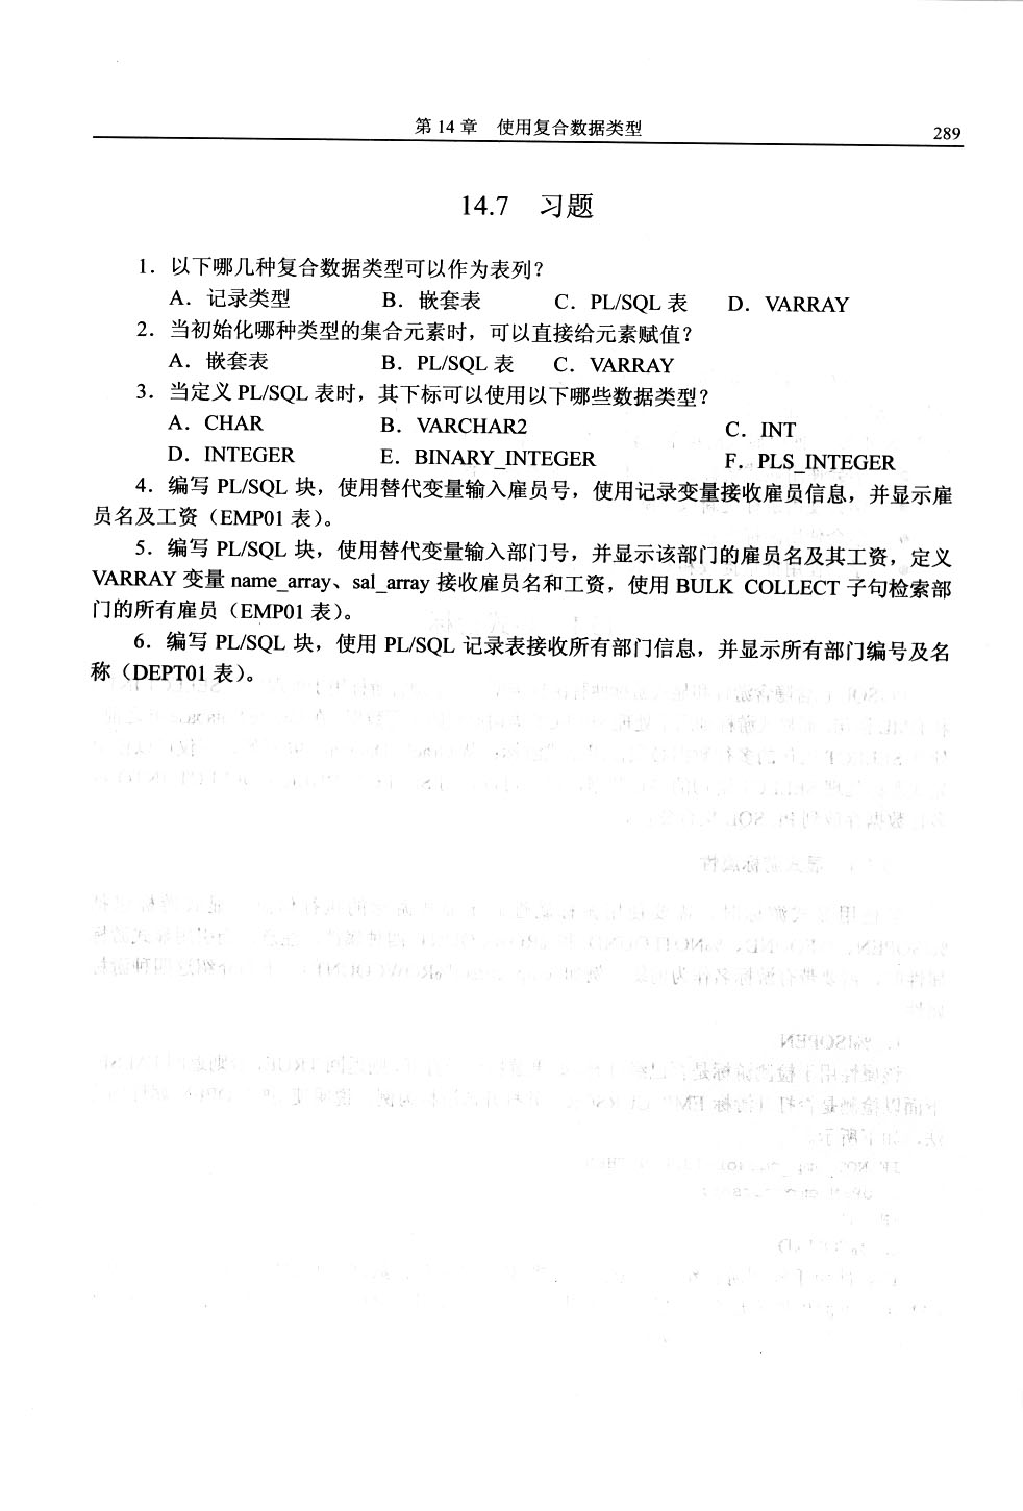 第 14 章　使用复合数据类型　289
14.7　习题
1．以下哪几种复合数据类型可以作为表列？
A．记录类型　B．嵌套表　C．PL/SQL 表　D．VARRAY
2．当初始化哪种类型的集合元素时，可以直接给元素赋值？
A．嵌套表　B．PL/SQL 表　C．VARRAY
3．当定义 PL/SQL 表时，其下标可以使用以下哪些数据类型？
A．CHAR　B．VARCHAR2　C．INT
D．INTEGER　E．BINARY_INTEGER　F．PLS_INTEGER
4．编写 PL/SQL 块，使用替代变量输入雇员号，使用记录变量接收雇员信息，并显示雇
员名及工资（EMP01 表）。
5．编写 PL/SQL 块，使用替代变量输入部门号，并显示该部门的雇员名及其工资，定义
VARRAY 变量 name_array、sal_array 接收雇员名和工资，使用 BULK COLLECT 子句检索部
门的所有雇员（EMP01 表）。
6．编写 PL/SQL 块，使用 PL/SQL 记录表接收所有部门信息，并显示所有部门编号及名
称（DEPT01 表）。